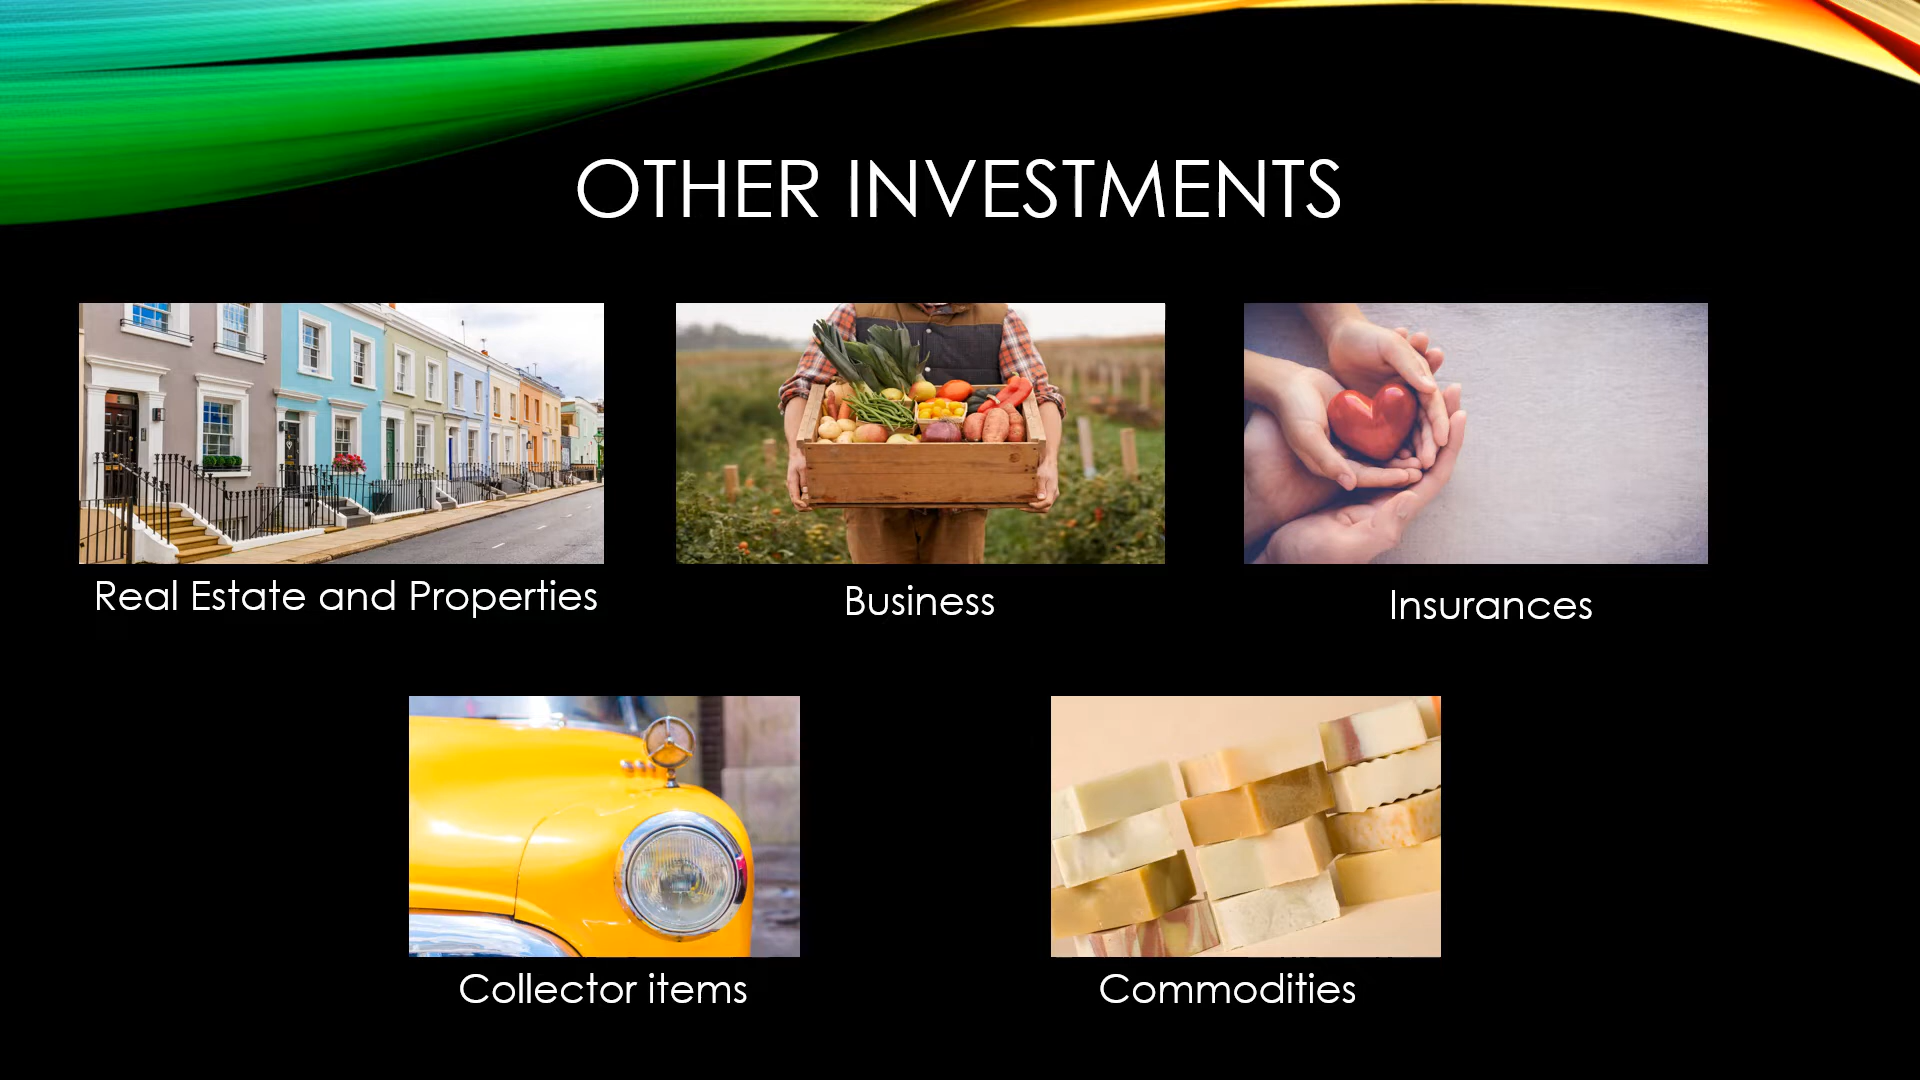 OTHER INVESTMENTS
Real Estate and Properties
Business
Insurances
Collector items
Commodities